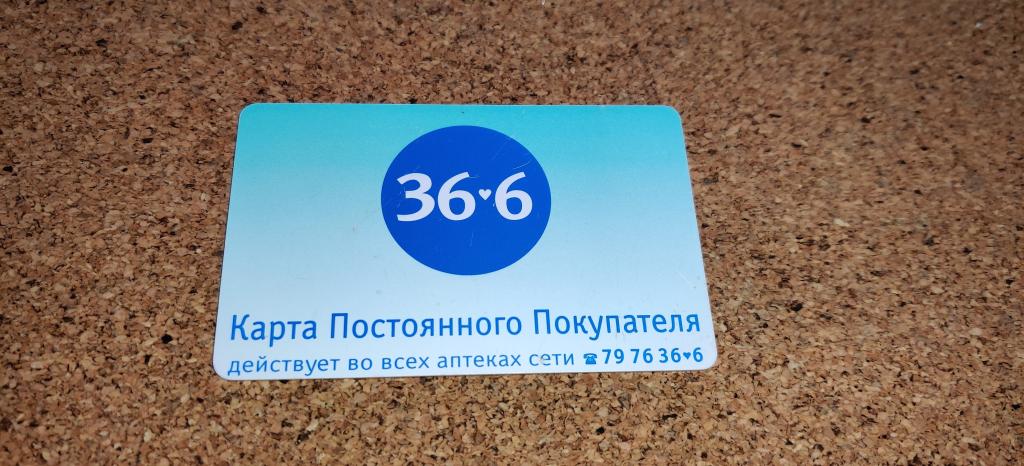 36♥6
Карта Постоянного Покупателя
действует во всех аптеках сети ☎ 79 76 36♥6